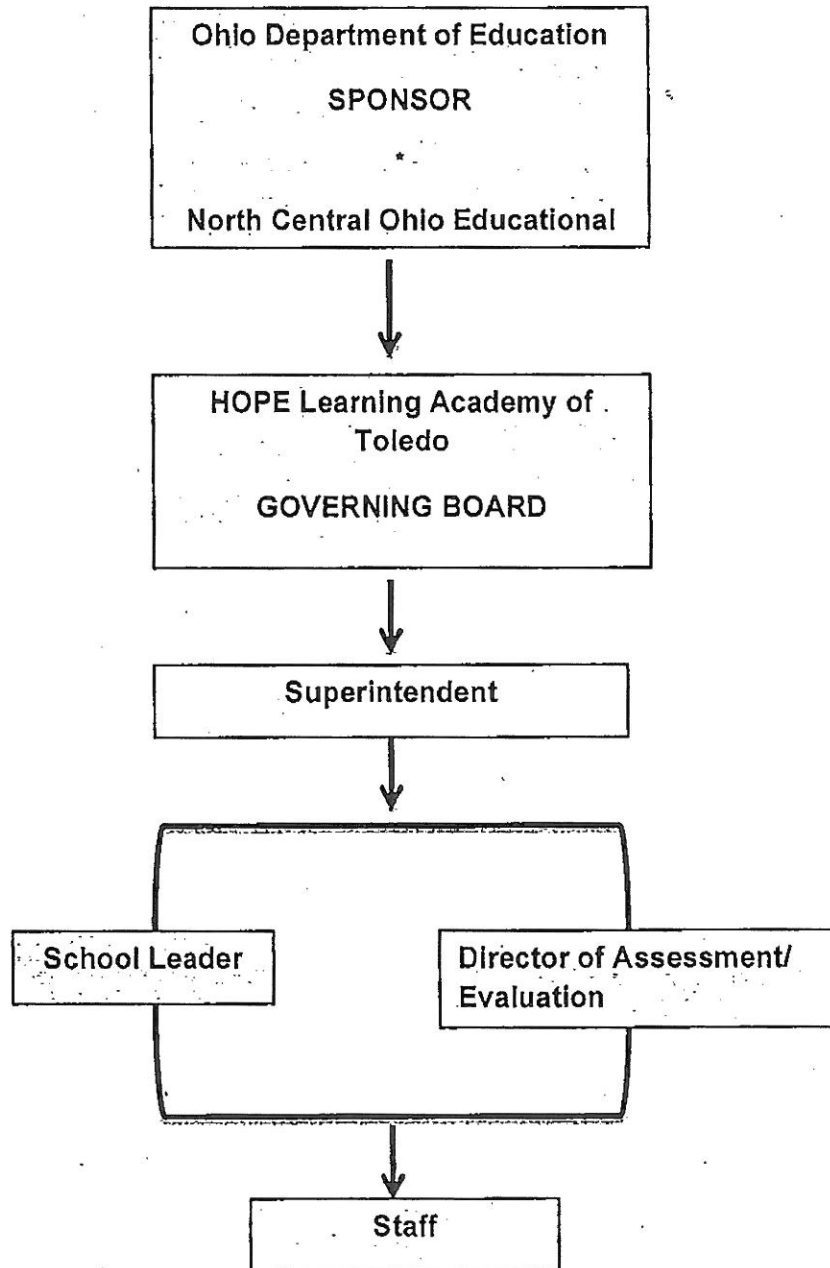 Ohio Department of Education
SPONSOR
*
North Central Ohio Educational
HOPE Learning Academy of
Toledo
GOVERNING BOARD
Superintendent
School Leader
Director of Assessment/
Evaluation
Staff